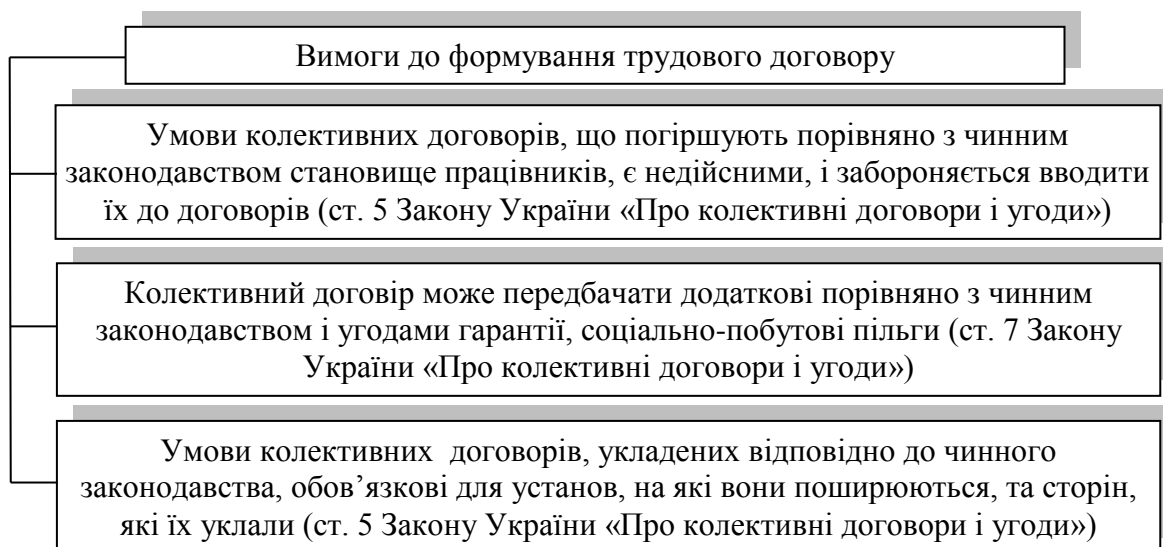 Вимоги до формування трудового договору
Умови колективних договорів, що погіршують порівняно з чинним
законодавством становище працівників, є недійсними, і забороняється вводити
їх до договорів (ст. 5 Закону України «Про колективні договори і угоди»)
Колективний договір може передбачати додаткові порівняно з чинним
законодавством і угодами гарантії, соціально-побутові пільги (ст. 7 Закону
України «Про колективні договори і угоди»)
Умови колективних договорів, укладених відповідно до чинного
законодавства, обов’язкові для установ, на які вони поширюються, та сторін,
які їх уклали (ст. 5 Закону України «Про колективні договори і угоди»)